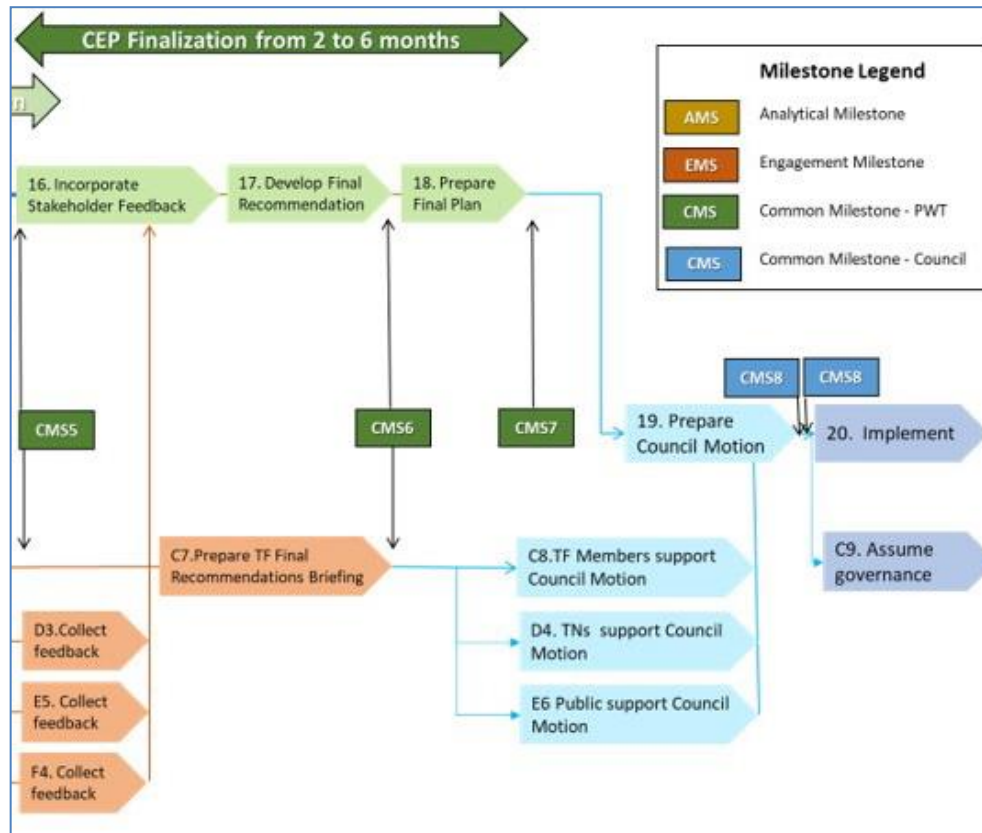 CEP Finalization from 2 to 6 months
n
Milestone Legend
AMS
Analytical Milestone
EMS
Engagement Milestone
CMS
Common Milestone - PWT
CMS
Common Milestone - Council
16. Incorporate
Stakeholder Feedback
17. Develop Final
Recommendation
18. Prepare
Final Plan
CMS5
CMS6
CMS7
CMS8
CMS8
19. Prepare
Council Motion
20. Implement
C7.Prepare TF Final
Recommendations Briefing
C8.TF Members support
Council Motion
C9. Assume
governance
D3.Collect
feedback
D4. TNs support Council
Motion
E5. Collect
feedback
E6 Public support Council
Motion
F4. Collect
feedback